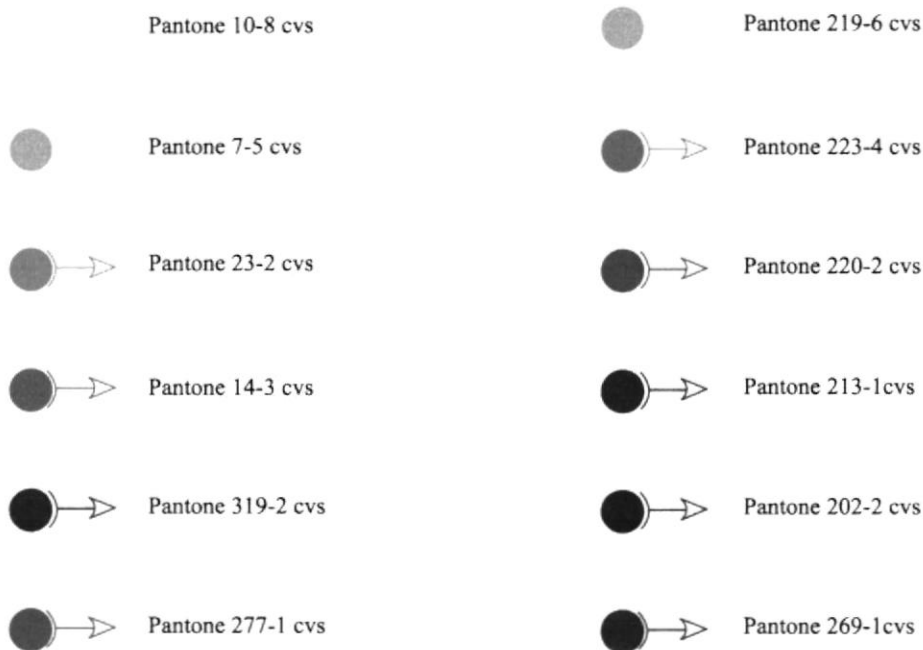 Pantone 10-8 cvs
Pantone 7-5 cvs
Pantone 23-2 cvs
Pantone 14-3 cvs
Pantone 319-2 cvs
Pantone 277-1 cvs
Pantone 219-6 cvs
Pantone 223-4 cvs
Pantone 220-2 cvs
Pantone 213-1cvs
Pantone 202-2 cvs
Pantone 269-1cvs